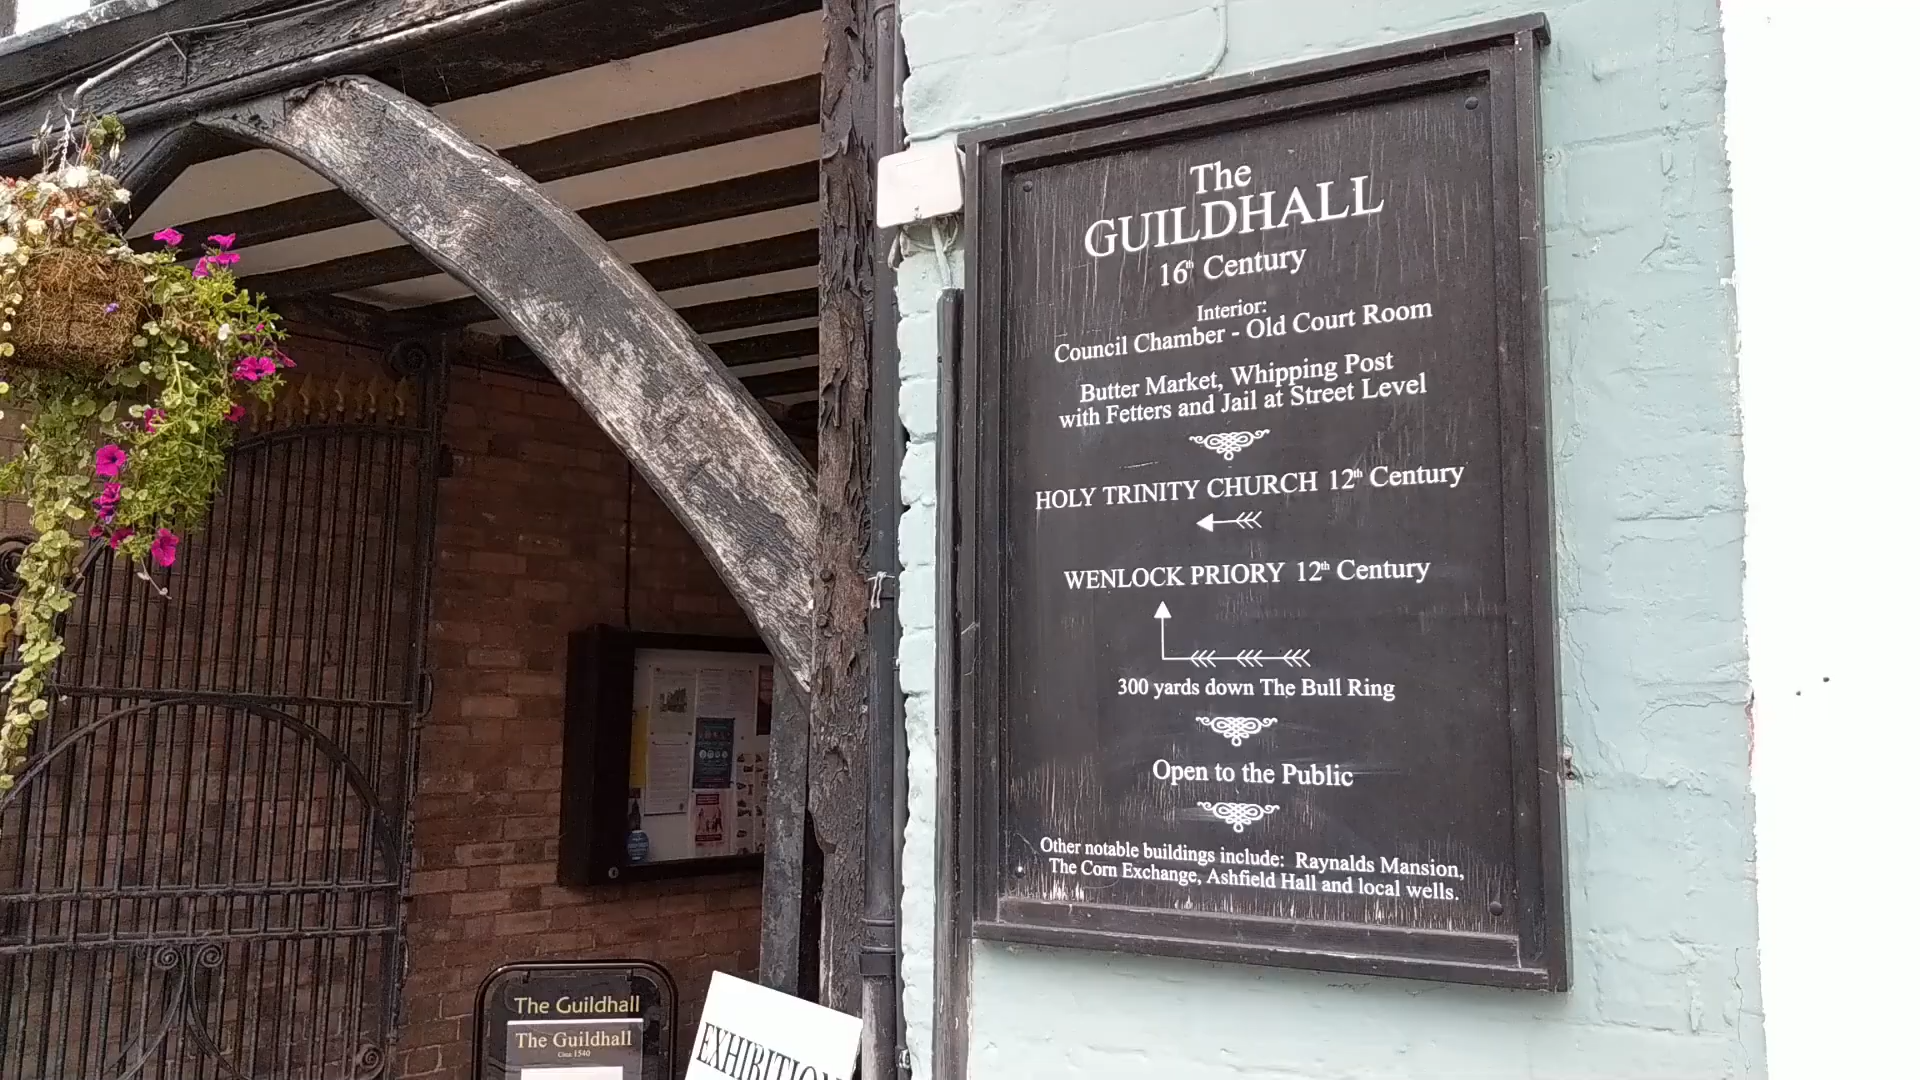 The
GUILDHALL
16th Century
Interior:
Council Chamber - Old Court Room
Butter Market, Whipping Post
with Fetters and Jail at Street Level
HOLY TRINITY CHURCH 12th Century
WENLOCK PRIORY 12th Century
300 yards down The Bull Ring
Open to the Public
Other notable buildings include: Raynalds Mansion,
The Corn Exchange, Ashfield Hall and local wells.
The Guildhall
The Guildhall
Circa 1540
EXHIBITION